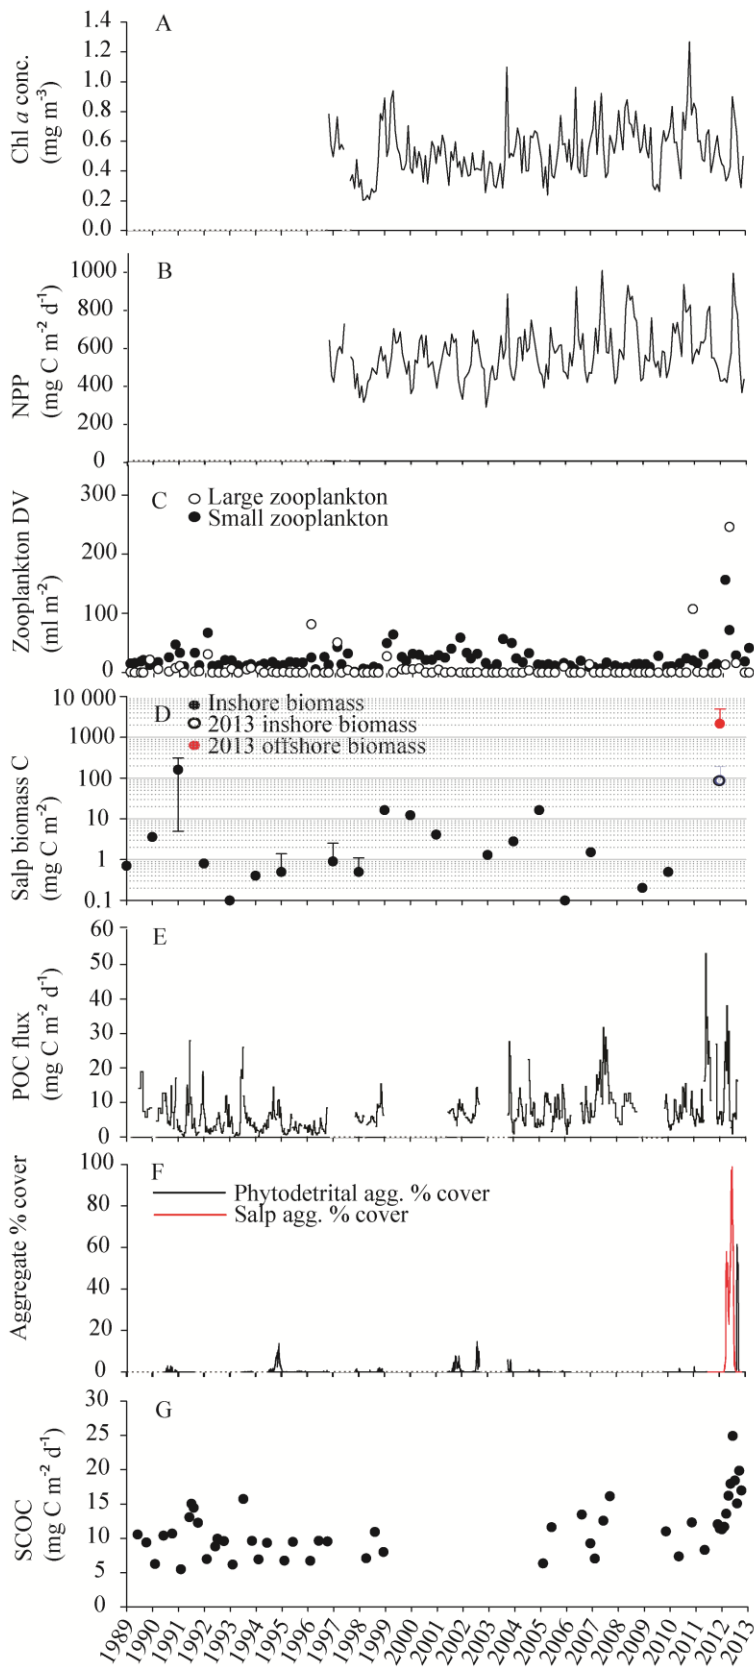 A
Chl a conc.
(mg m⁻³)
1.4
1.2
1.0
0.8
0.6
0.4
0.2
0.0
B
NPP
(mg C m⁻² d⁻¹)
1000
800
600
400
200
0
C
Large zooplankton
Small zooplankton
Zooplankton DV
(ml m⁻²)
300
200
100
0
D
Inshore biomass
2013 inshore biomass
2013 offshore biomass
Salp biomass C
(mg C m⁻²)
10 000
1000
100
10
1
0.1
E
POC flux
(mg C m⁻² d⁻¹)
60
50
40
30
20
10
0
F
Phytodetrital agg. % cover
Salp agg. % cover
Aggregate % cover
100
80
60
40
20
0
G
SCOC
(mg C m⁻² d⁻¹)
30
25
20
15
10
5
0
1989 1990 1991 1992 1993 1994 1995 1996 1997 1998 1999 2000 2001 2002 2003 2004 2005 2006 2007 2008 2009 2010 2011 2012 2013